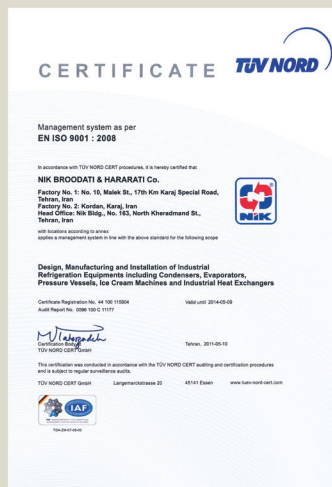 TÜV NORD
CERTIFICATE
Management system as per
EN ISO 9001 : 2008
In accordance with TÜV NORD CERT procedures, it is hereby certified that
NIK BROODATI & HARARATI Co.
Factory No. 1: No. 10, Malek St., 17th Km Karaj Special Road,
Tehran, Iran
Factory No. 2: Kordan, Karaj, Iran
Head Office: Nik Bldg., No. 163, North Kheradmand St.,
Tehran, Iran
NIK
with locations according to annex
applies a management system in line with the above standard for the following scope
Design, Manufacturing and Installation of Industrial
Refrigeration Equipments including Condensers, Evaporators,
Pressure Vessels, Ice Cream Machines and Industrial Heat Exchangers
Certificate Registration No. 44 100 115904
Valid until 2014-05-09
Audit Report No. 0096 100 C 11177
Certification Body at
TÜV NORD CERT GmbH
Tehran, 2011-05-10
This certification was conducted in accordance with the TÜV NORD CERT auditing and certification procedures
and is subject to regular surveillance audits.
TÜV NORD CERT GmbH
Langemarckstrasse 20
45141 Essen
www.tuev-nord-cert.com
IAF
TGA-ZM-07-06-00